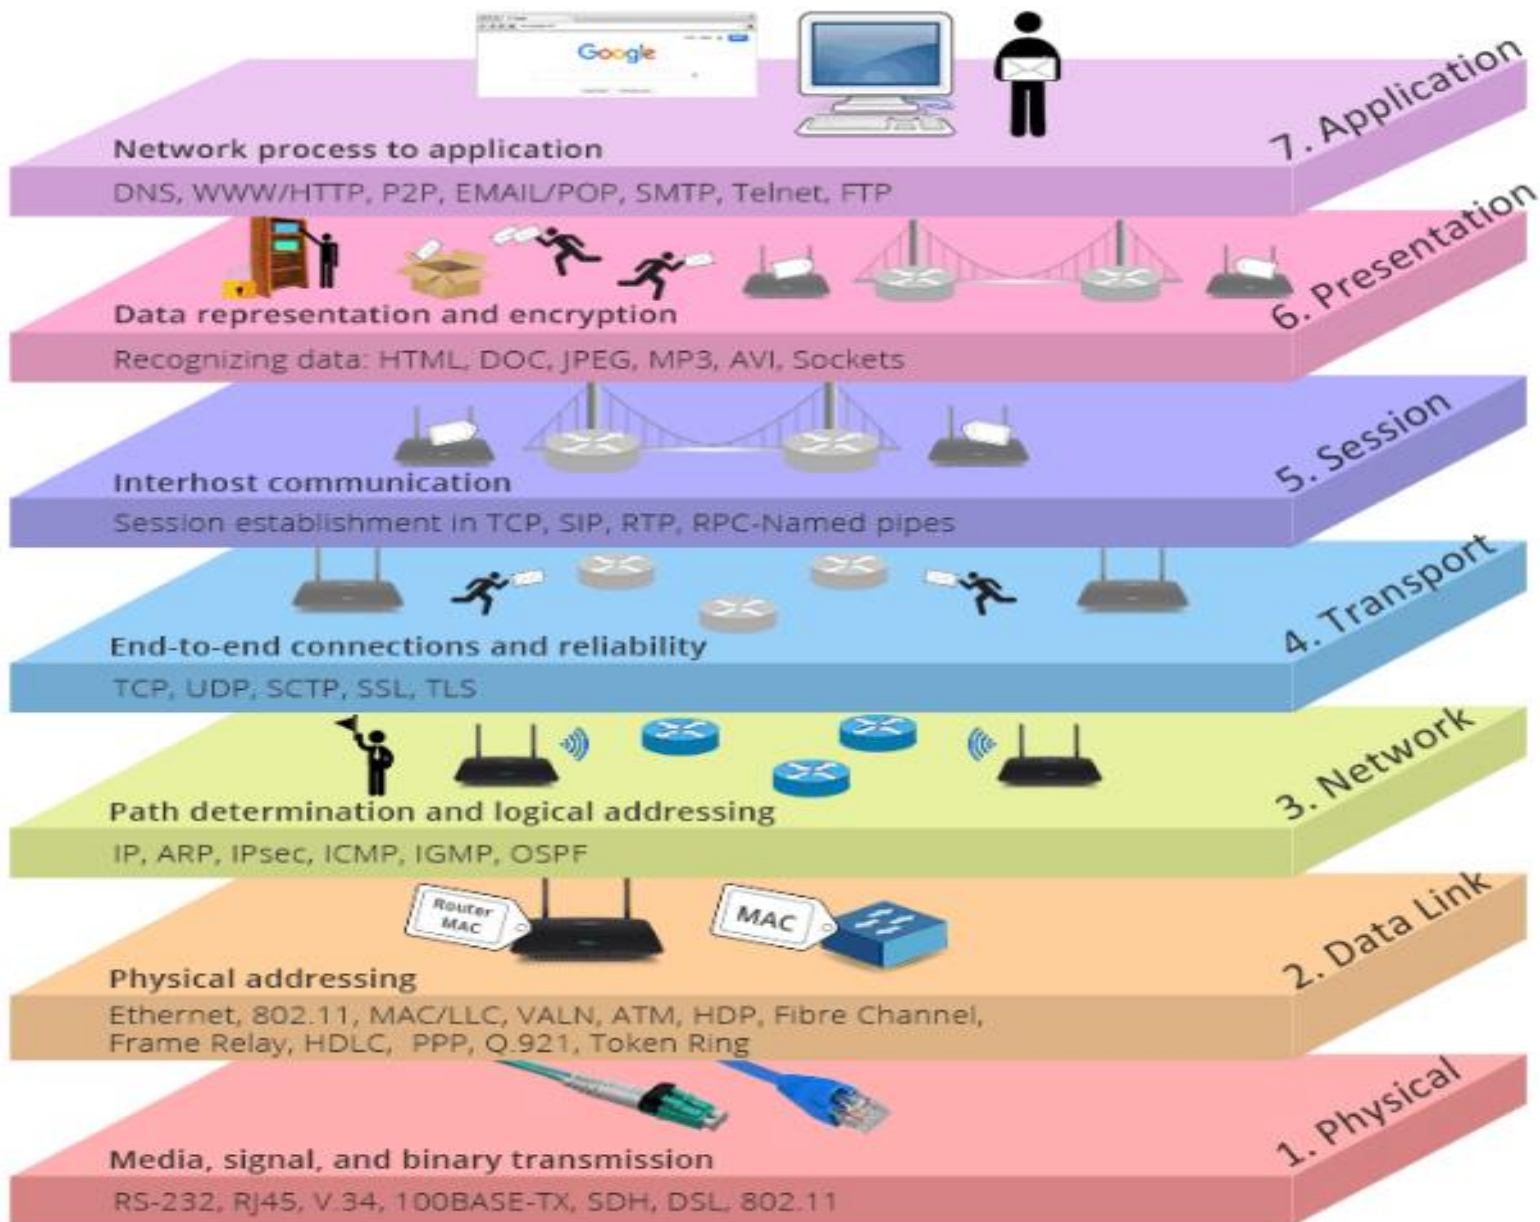 Google
7. Application
Network process to application
DNS, WWW/HTTP, P2P, EMAIL/POP, SMTP, Telnet, FTP
6. Presentation
Data representation and encryption
Recognizing data: HTML, DOC, JPEG, MP3, AVI, Sockets
5. Session
Interhost communication
Session establishment in TCP, SIP, RTP, RPC-Named pipes
4. Transport
End-to-end connections and reliability
TCP, UDP, SCTP, SSL, TLS
3. Network
Path determination and logical addressing
IP, ARP, IPsec, ICMP, IGMP, OSPF
2. Data Link
Router
MAC
MAC
Physical addressing
Ethernet, 802.11, MAC/LLC, VALN, ATM, HDP, Fibre Channel,
Frame Relay, HDLC, PPP, Q.921, Token Ring
1. Physical
Media, signal, and binary transmission
RS-232, RJ45, V.34, 100BASE-TX, SDH, DSL, 802.11